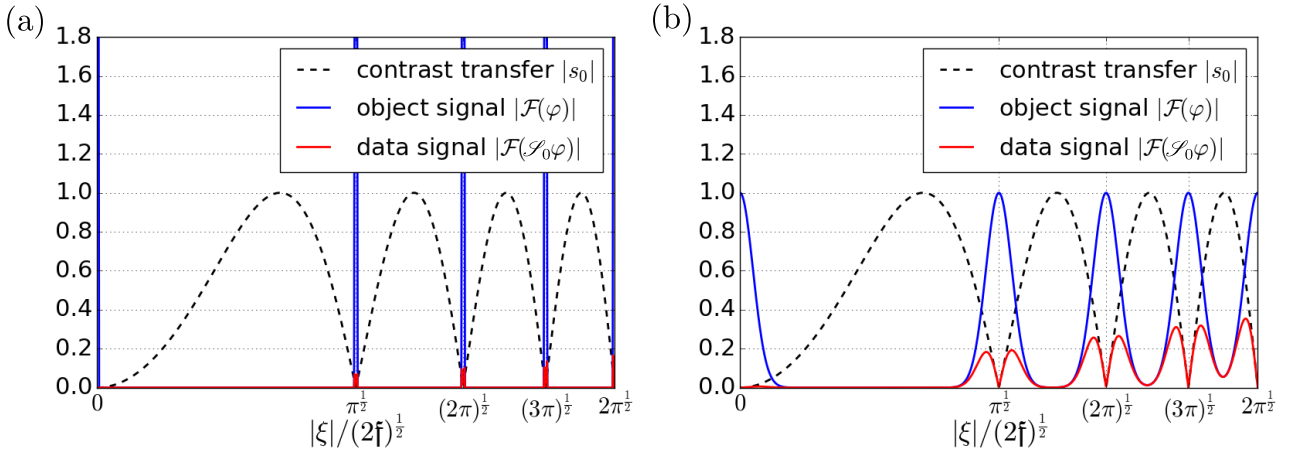 (a)
1.8
1.6
1.4
1.2
1.0
0.8
0.6
0.4
0.2
0.0
contrast transfer |s₀|
object signal |ℱ(φ)|
data signal |ℱ(𝒮₀φ)|
0 π^{1/2} (2π)^{1/2} (3π)^{1/2} 2π^{1/2}
|ξ|/(2𝔣)^{1/2}
(b)
1.8
1.6
1.4
1.2
1.0
0.8
0.6
0.4
0.2
0.0
contrast transfer |s₀|
object signal |ℱ(φ)|
data signal |ℱ(𝒮₀φ)|
0 π^{1/2} (2π)^{1/2} (3π)^{1/2} 2π^{1/2}
|ξ|/(2𝔣)^{1/2}